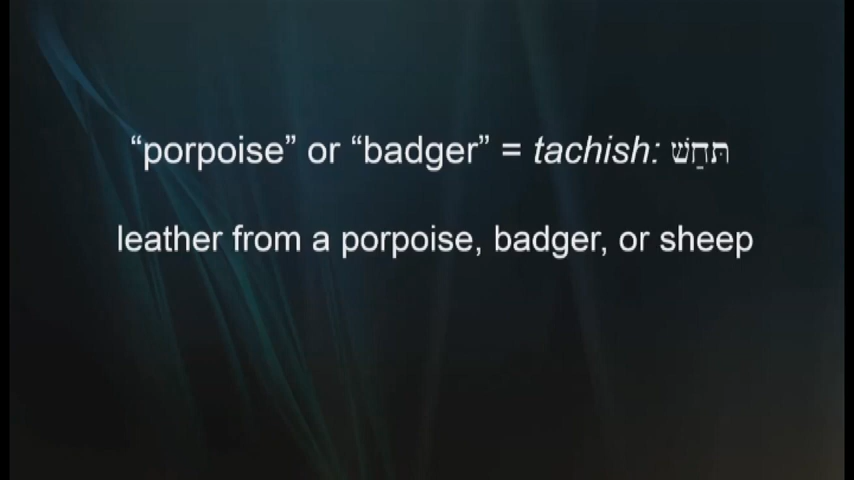 “porpoise” or “badger” = tachish: תּחַשׁ
leather from a porpoise, badger, or sheep